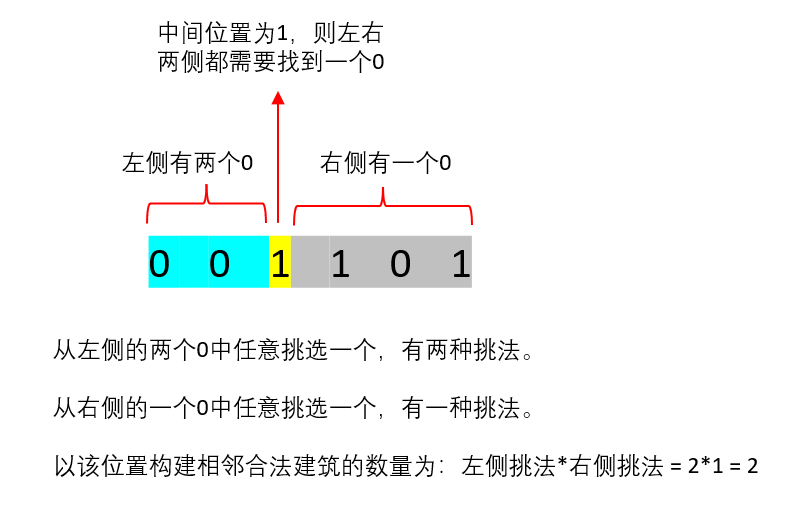 中间位置为1，则左右
两侧都需要找到一个0
左侧有两个0
右侧有一个0
0 0 1 1 0 1
从左侧的两个0中任意挑选一个，有两种挑法。
从右侧的一个0中任意挑选一个，有一种挑法。
以该位置构建相邻合法建筑的数量为：左侧挑法*右侧挑法 = 2*1 = 2